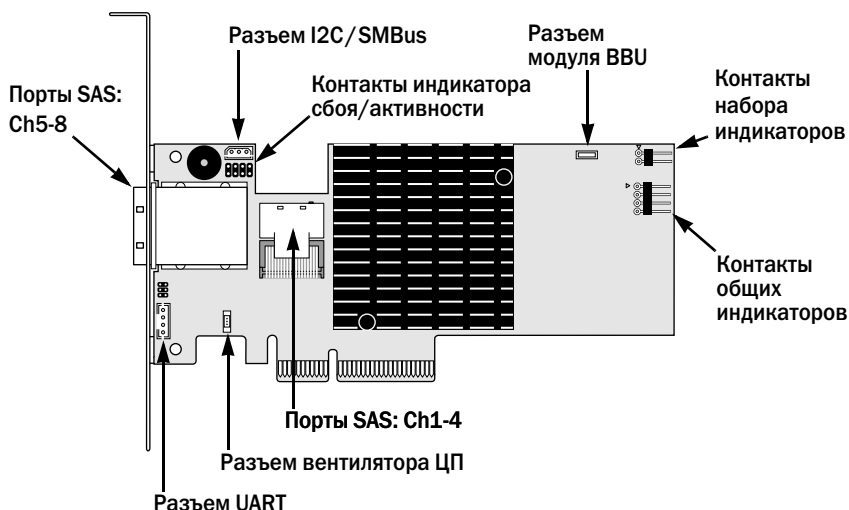 Разъем I2C/SMBus
Разъем
модуля BBU
Контакты индикатора
сбоя/активности
Контакты
набора
индикаторов
Порты SAS:
Ch5-8
Контакты
общих
индикаторов
Порты SAS: Ch1-4
Разъем вентилятора ЦП
Разъем UART